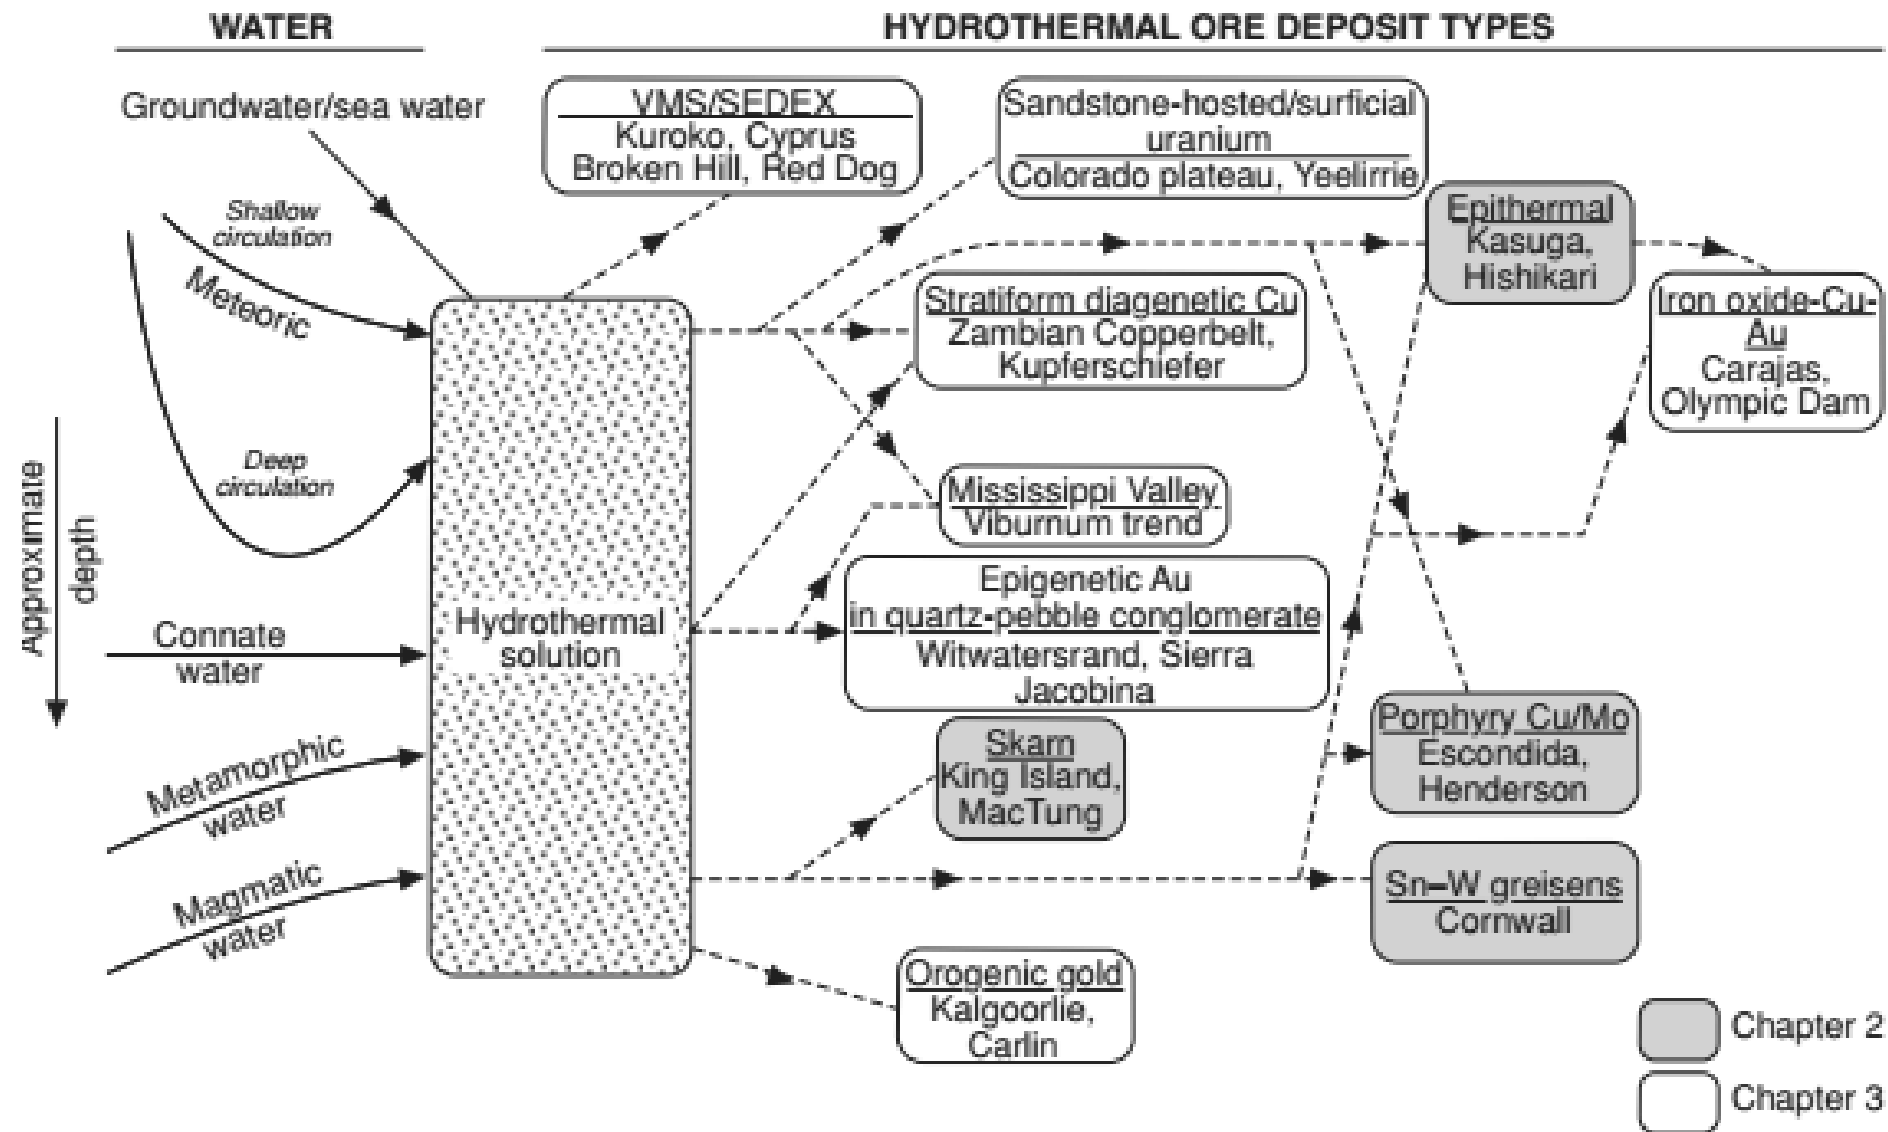 WATER
HYDROTHERMAL ORE DEPOSIT TYPES
Groundwater/sea water
Shallow
circulation
Meteoric
Deep
circulation
Approximate
depth
Connate
water
Metamorphic
water
Magmatic
water
Hydrothermal
solution
VMS/SEDEX
Kuroko, Cyprus
Broken Hill, Red Dog
Sandstone-hosted/surficial
uranium
Colorado plateau, Yeelirrie
Epithermal
Kasuga,
Hishikari
Stratiform diagenetic Cu
Zambian Copperbelt,
Kupferschiefer
Iron oxide-Cu-
Au
Carajas,
Olympic Dam
Mississippi Valley
Viburnum trend
Epigenetic Au
in quartz-pebble conglomerate
Witwatersrand, Sierra
Jacobina
Skarn
King Island,
MacTung
Porphyry Cu/Mo
Escondida,
Henderson
Sn–W greisens
Cornwall
Orogenic gold
Kalgoorlie,
Carlin
Chapter 2
Chapter 3